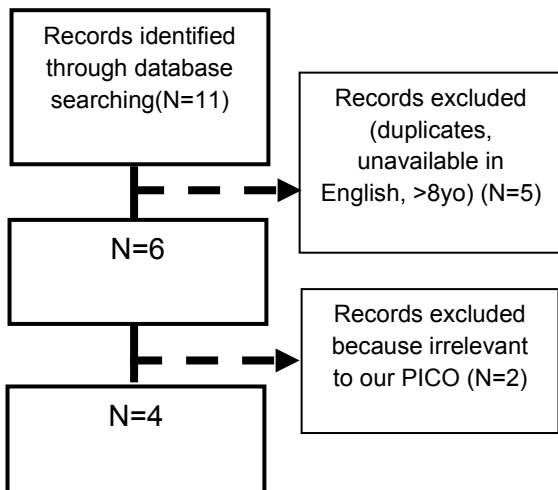 Records identified
through database
searching(N=11)
Records excluded
(duplicates,
unavailable in
English, >8yo) (N=5)
N=6
Records excluded
because irrelevant
to our PICO (N=2)
N=4